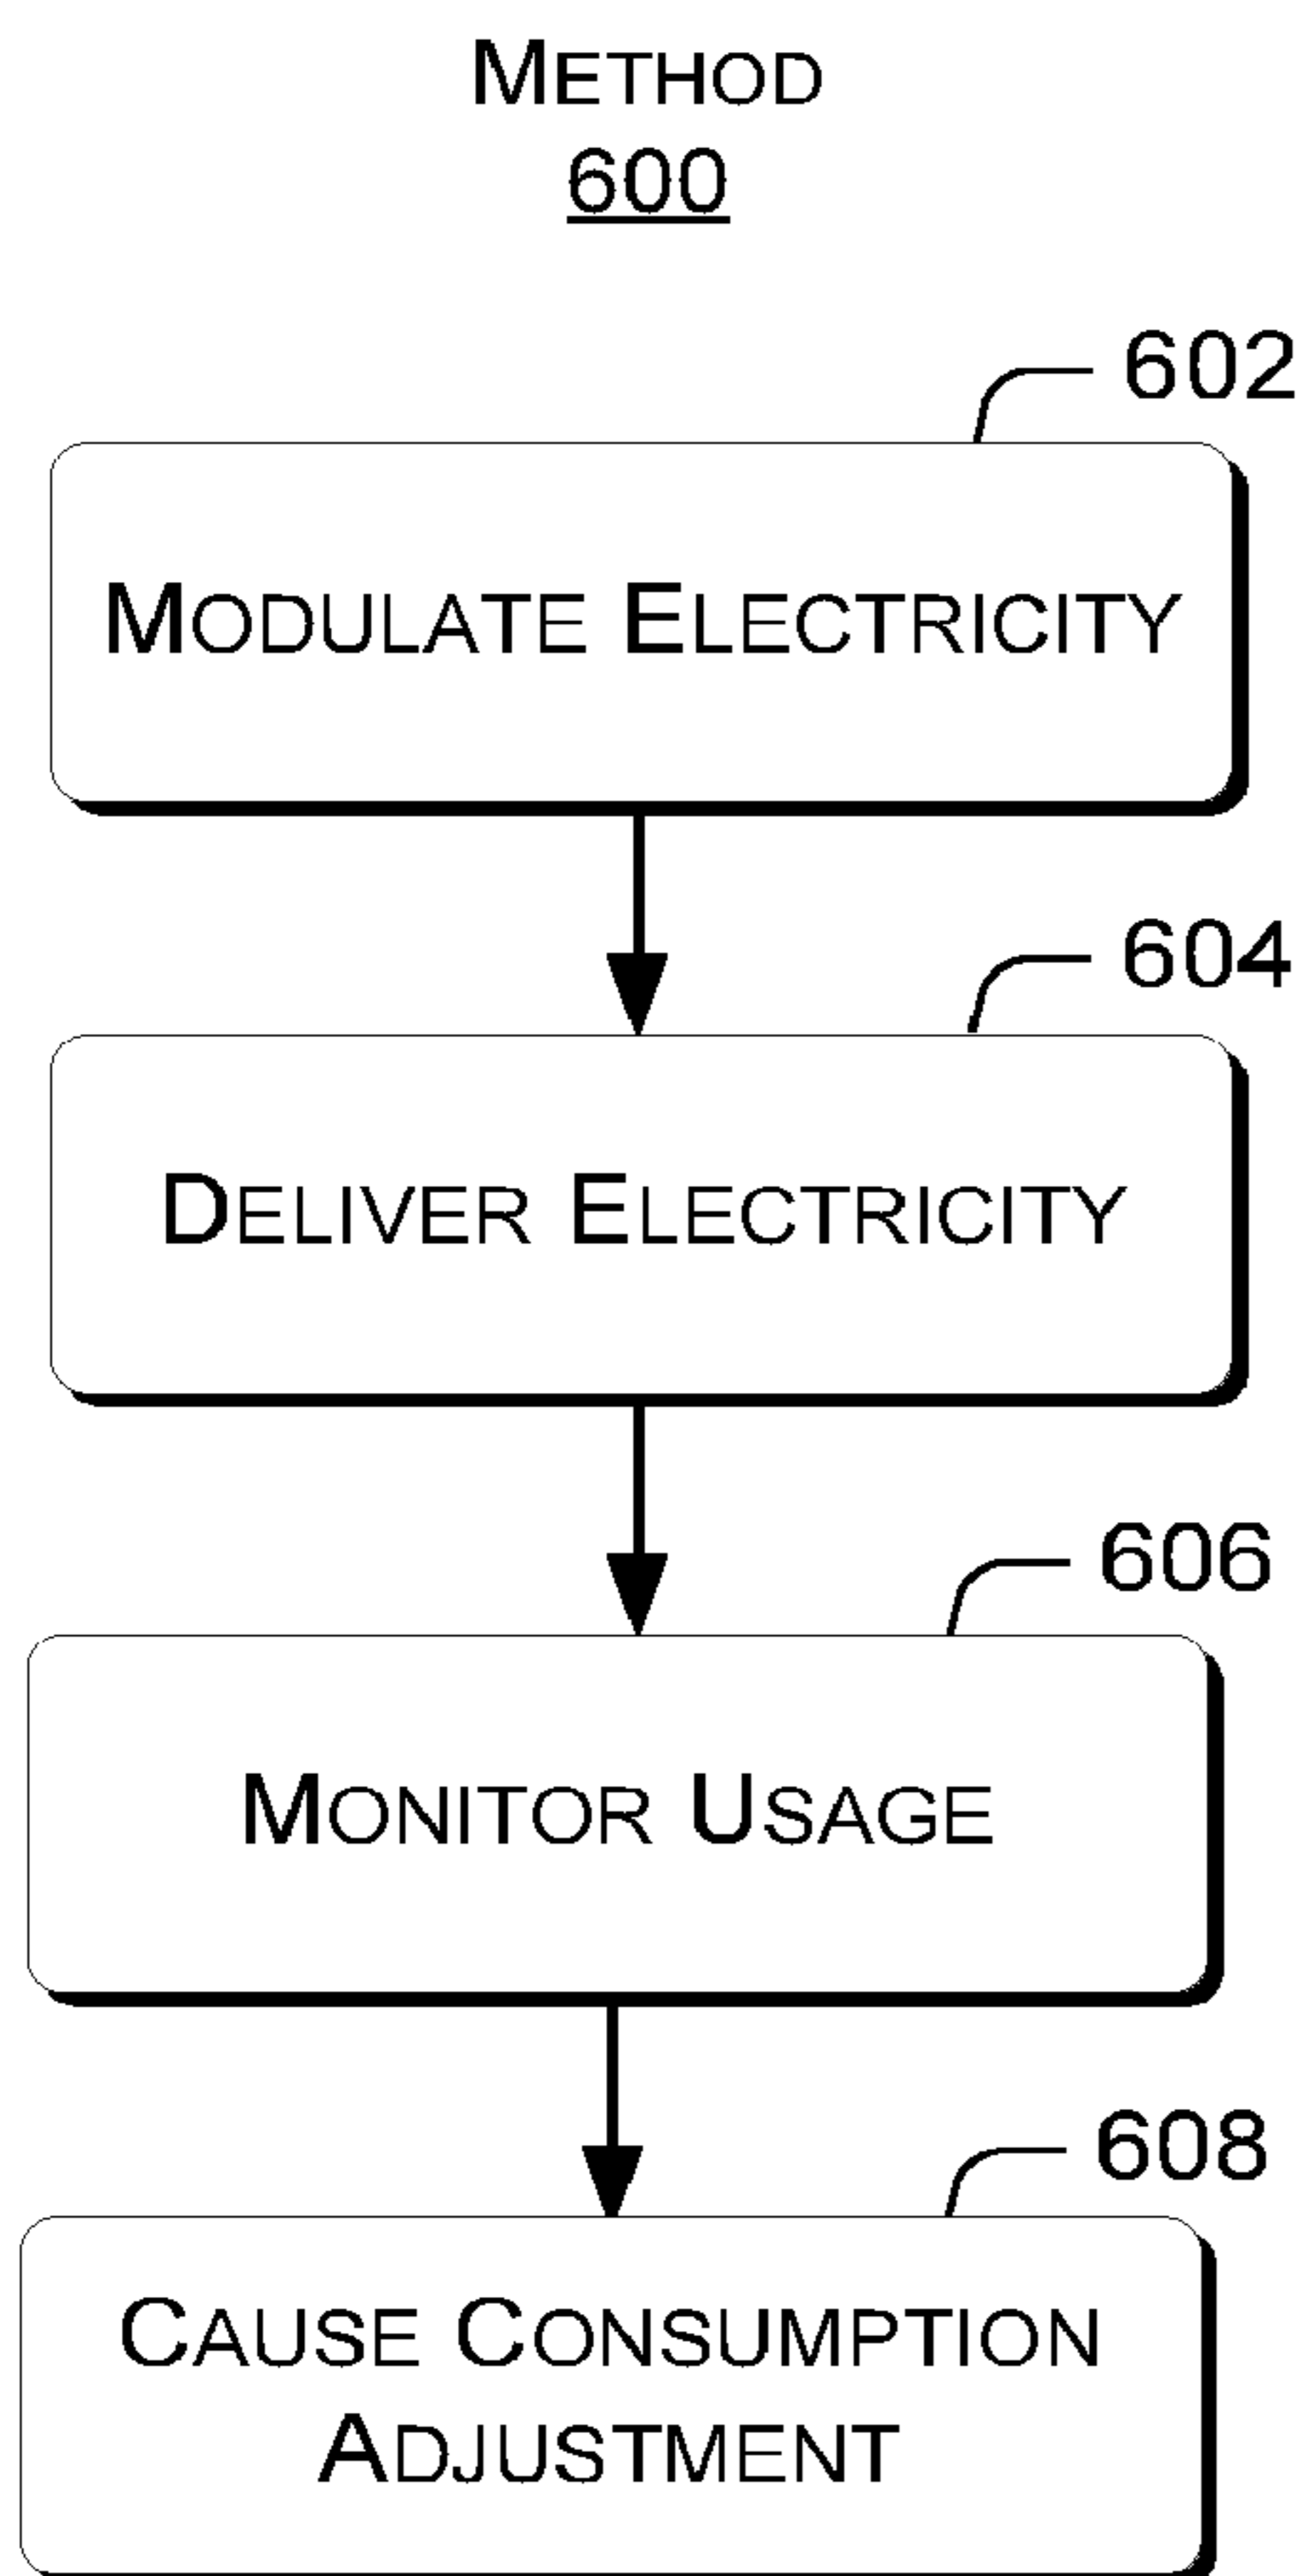 METHOD
600
602
MODULATE ELECTRICITY
604
DELIVER ELECTRICITY
606
MONITOR USAGE
608
CAUSE CONSUMPTION
ADJUSTMENT